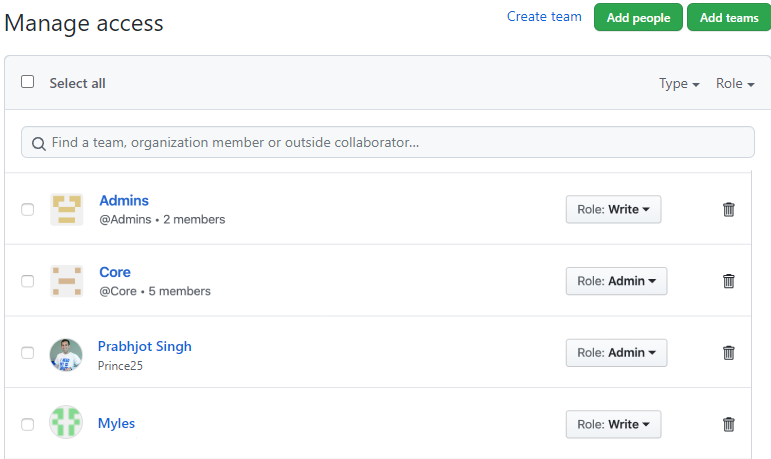 Manage access
Create team
Add people
Add teams
Select all
Type
Role
Find a team, organization member or outside collaborator...
Admins
@Admins • 2 members
Role: Write
Core
@Core • 5 members
Role: Admin
Prabhjot Singh
Prince25
Role: Admin
Myles
Role: Write